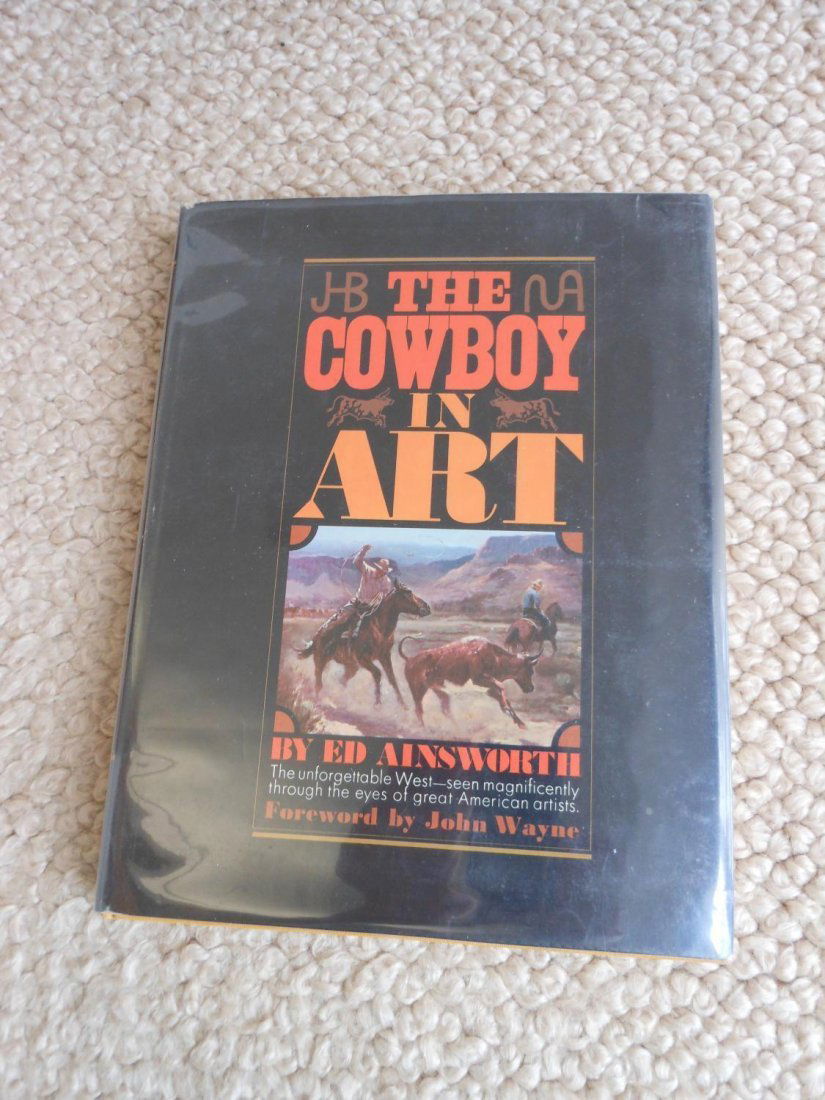 THE
COWBOY
IN
ART
BY ED AINSWORTH
The unforgettable West—seen magnificently
through the eyes of great American artists.
Foreword by John Wayne